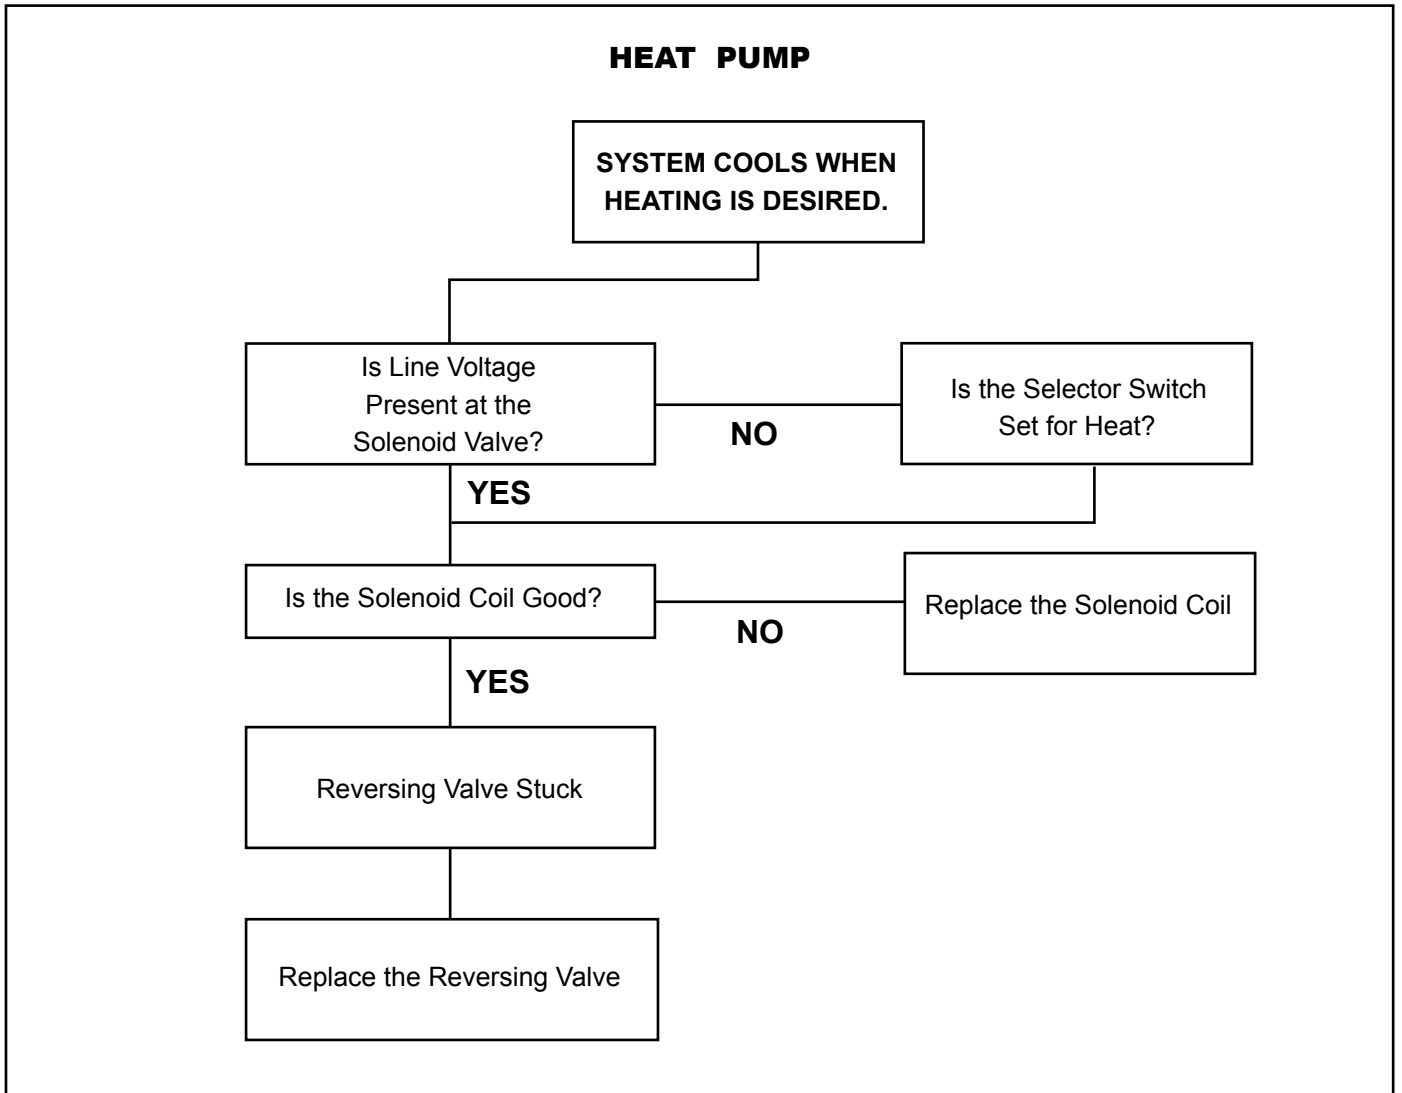 HEAT PUMP
SYSTEM COOLS WHEN
HEATING IS DESIRED.
Is Line Voltage
Present at the
Solenoid Valve?
NO
Is the Selector Switch
Set for Heat?
YES
Is the Solenoid Coil Good?
NO
Replace the Solenoid Coil
YES
Reversing Valve Stuck
Replace the Reversing Valve